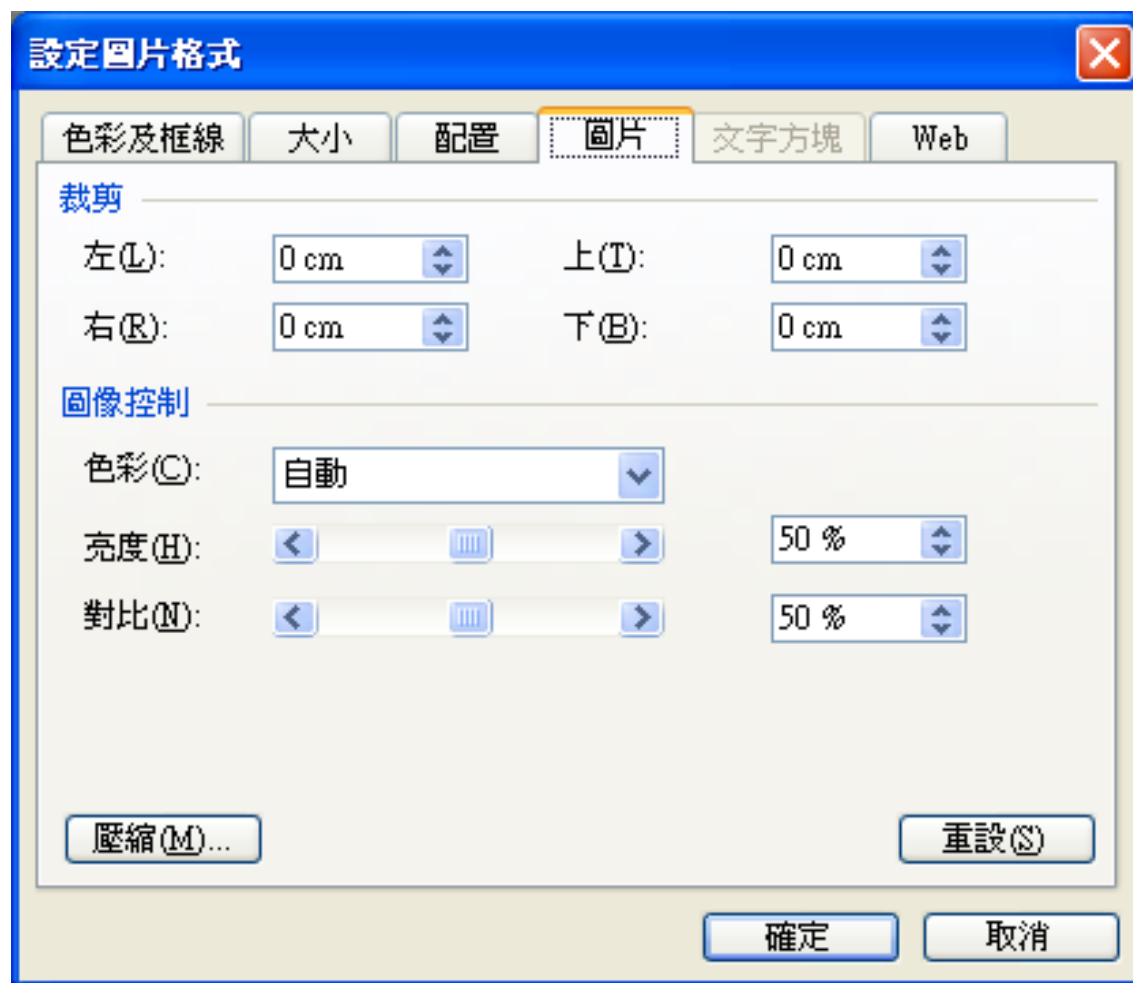 設定圖片格式
色彩及框線 大小 配置 圖片 文字方塊 Web
裁剪
左(L): 0 cm 上(T): 0 cm
右(R): 0 cm 下(B): 0 cm
圖像控制
色彩(C): 自動
亮度(H): 50 %
對比(N): 50 %
壓縮(M)... 重設(S)
確定 取消